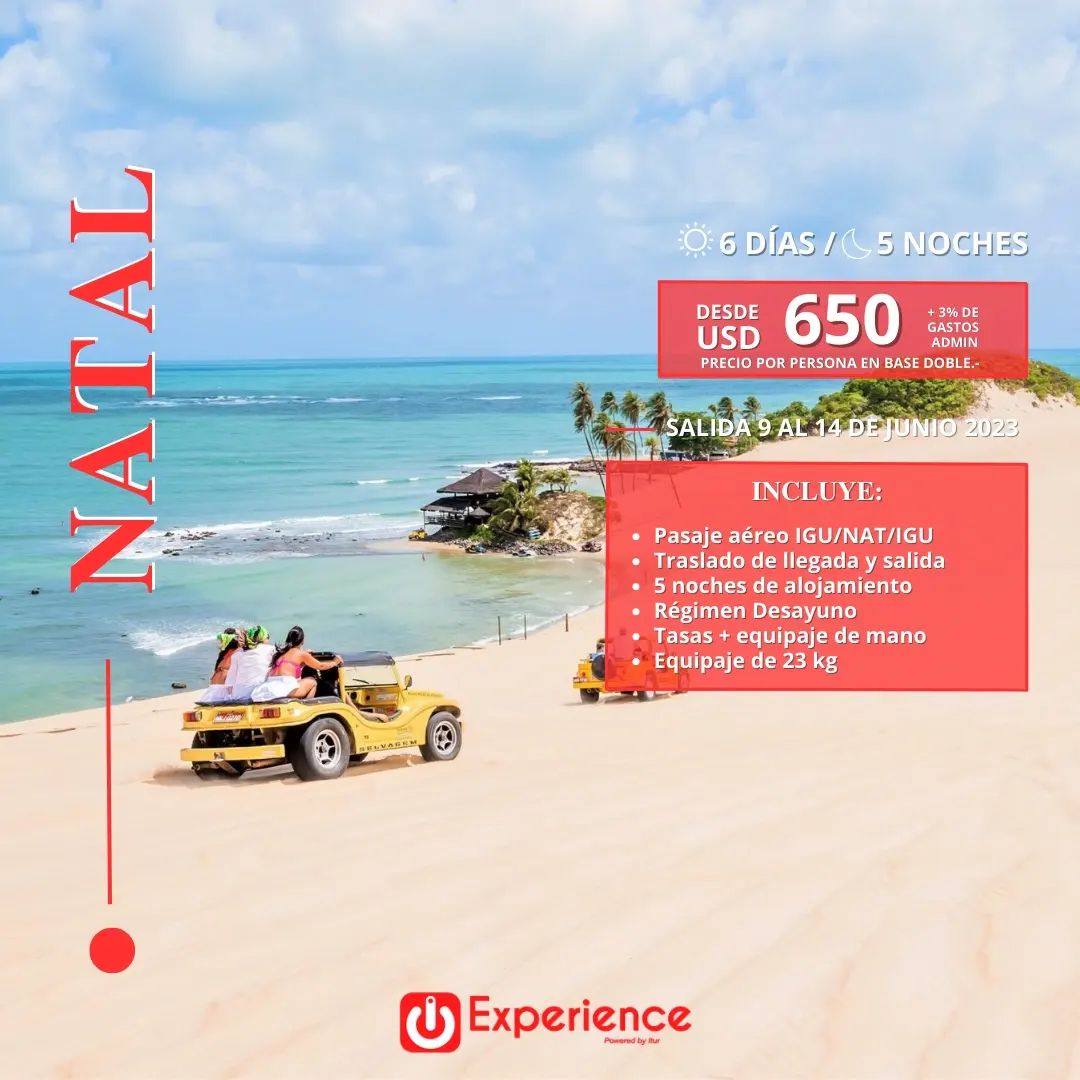 NATAL
6 DÍAS / 5 NOCHES
DESDE
USD
650
+ 3% DE
GASTOS
ADMIN
PRECIO POR PERSONA EN BASE DOBLE.-
SALIDA 9 AL 14 DE JUNIO 2023
INCLUYE:
• Pasaje aéreo IGU/NAT/IGU
• Traslado de llegada y salida
• 5 noches de alojamiento
• Régimen Desayuno
• Tasas + equipaje de mano
• Equipaje de 23 kg
SELVAGEM
Experience
Powered by Itur